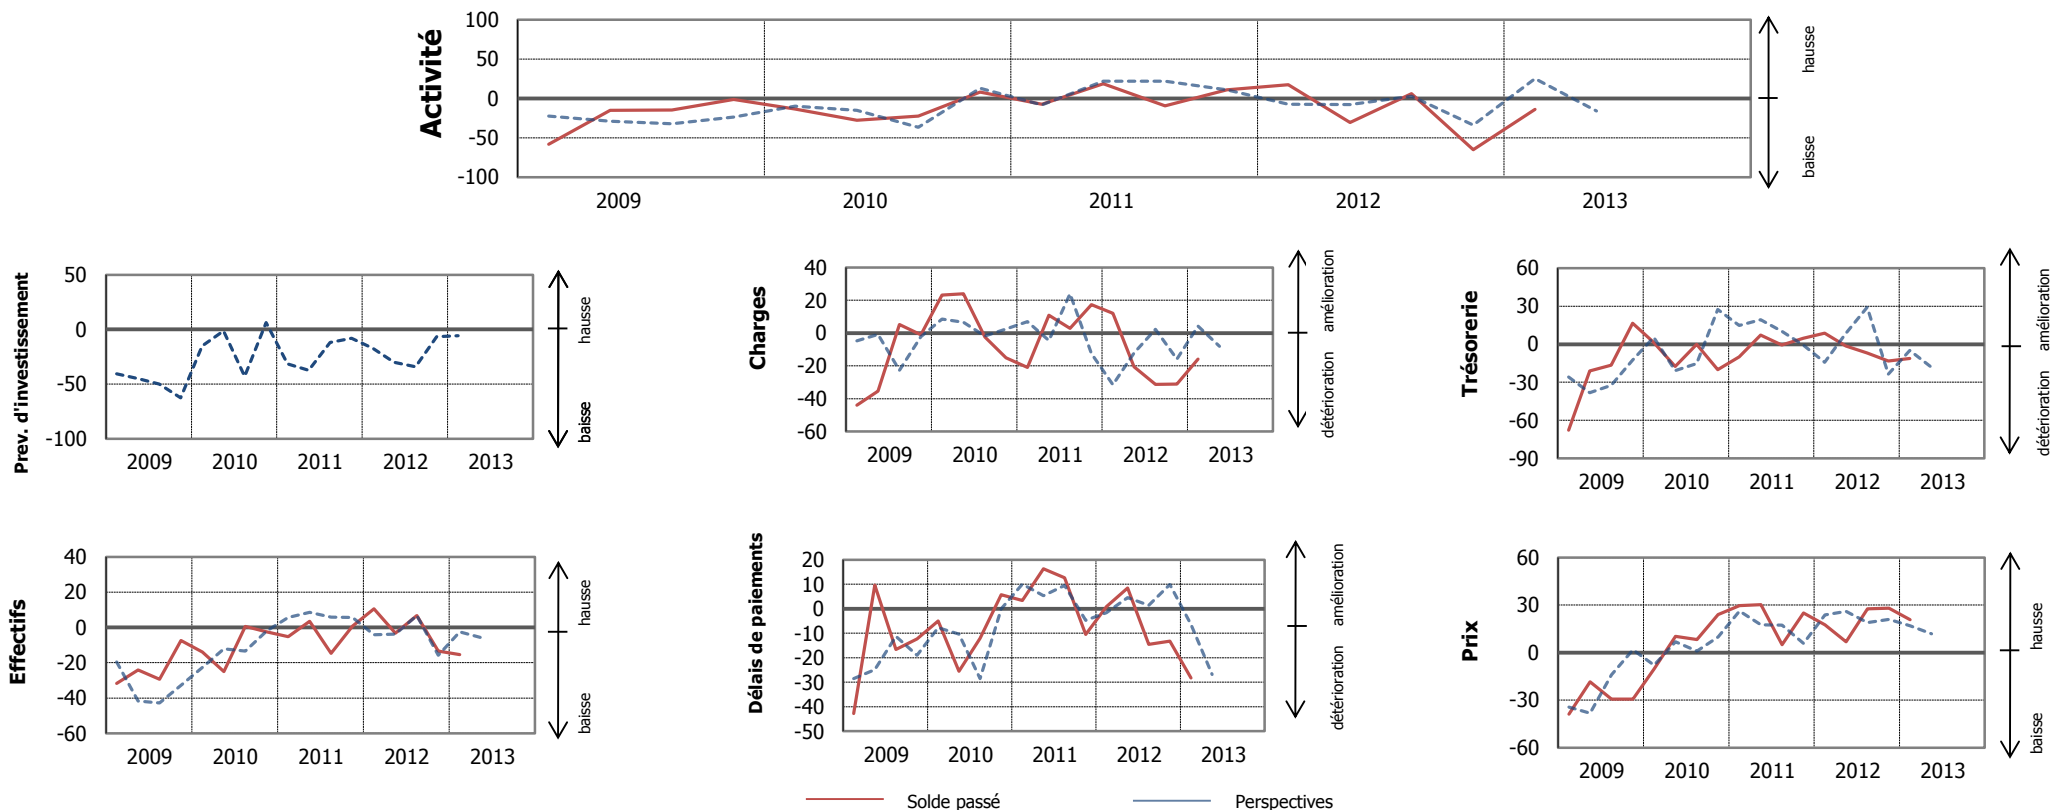 Activité
100
50
0
-50
-100
2009 2010 2011 2012 2013
hausse
baisse
Prev. d'investissement
50
0
-50
-100
2009 2010 2011 2012 2013
hausse
baisse
Charges
40
20
0
-20
-40
-60
2009 2010 2011 2012 2013
amélioration
détérioration
Trésorerie
60
30
0
-30
-60
-90
2009 2010 2011 2012 2013
amélioration
détérioration
Effectifs
40
20
0
-20
-40
-60
2009 2010 2011 2012 2013
hausse
baisse
Délais de paiements
20
10
0
-10
-20
-30
-40
-50
2009 2010 2011 2012 2013
amélioration
détérioration
Prix
60
30
0
-30
-60
2009 2010 2011 2012 2013
hausse
baisse
Solde passé Perspectives